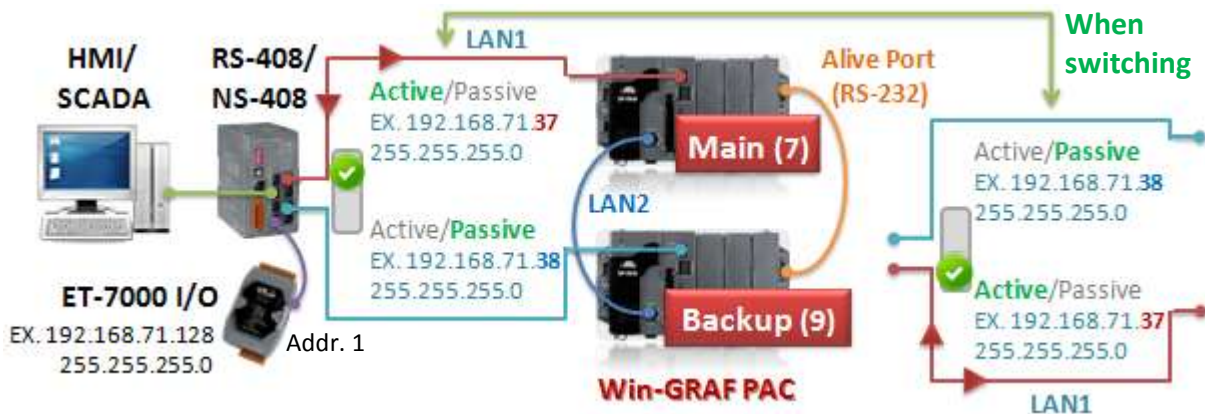 HMI/
SCADA
RS-408/
NS-408
LAN1
Active/Passive
EX. 192.168.71.37
255.255.255.0
Active/Passive
EX. 192.168.71.38
255.255.255.0
ET-7000 I/O
EX. 192.168.71.128
255.255.255.0
Addr. 1
Main (7)
LAN2
Backup (9)
Win-GRAF PAC
Alive Port
(RS-232)
When
switching
Active/Passive
EX. 192.168.71.38
255.255.255.0
Active/Passive
EX. 192.168.71.37
255.255.255.0
LAN1